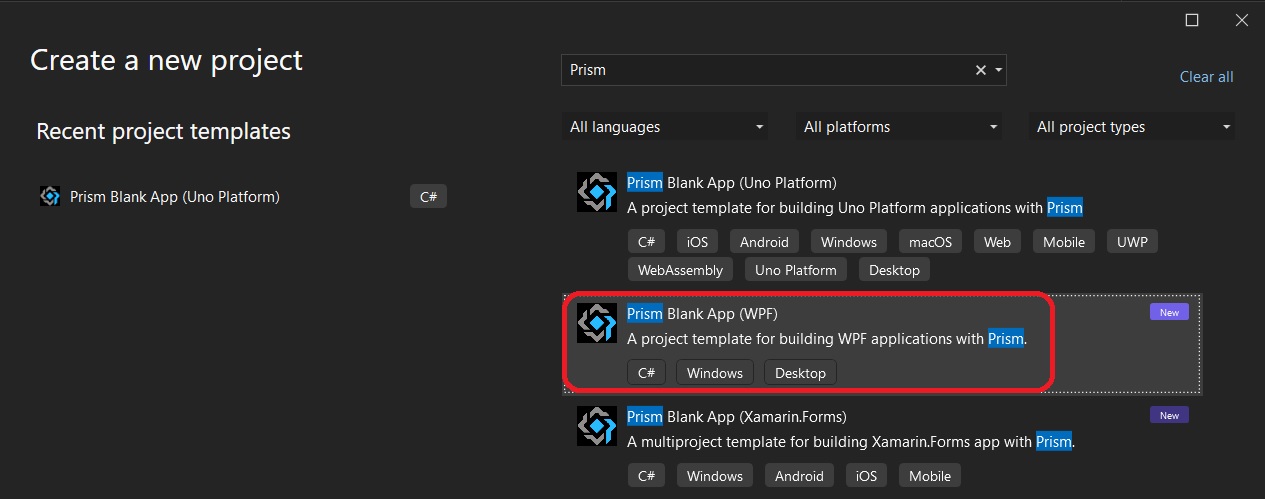 Create a new project
Recent project templates
Prism Blank App (Uno Platform) C#
Prism
Clear all
All languages All platforms All project types
Prism Blank App (Uno Platform)
A project template for building Uno Platform applications with Prism
C# iOS Android Windows macOS Web Mobile UWP
WebAssembly Uno Platform Desktop
Prism Blank App (WPF) New
A project template for building WPF applications with Prism.
C# Windows Desktop
Prism Blank App (Xamarin.Forms) New
A multiproject template for building Xamarin.Forms app with Prism.
C# Windows Android iOS Mobile